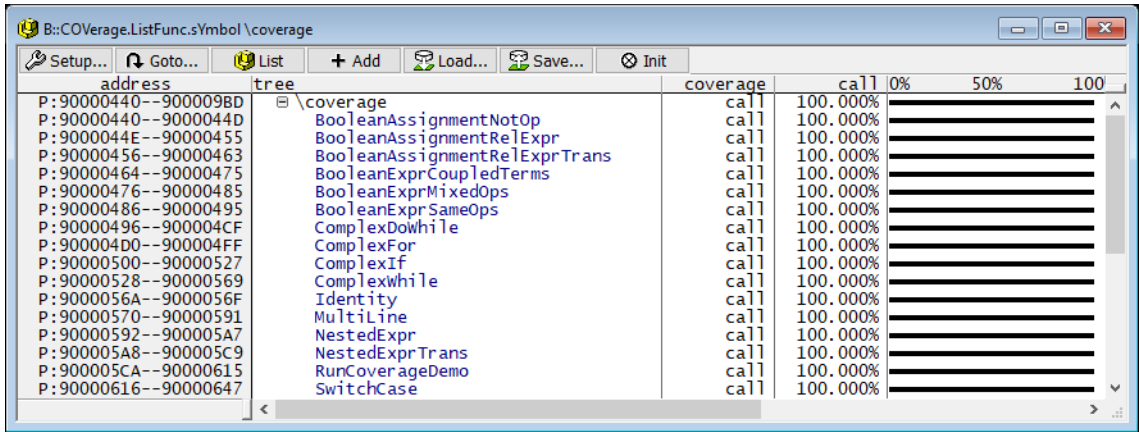 B::COVerage.ListFunc.sYmbol \coverage
Setup... Goto... List + Add Load... Save... Init
address tree coverage call 0% 50% 100
P:90000440--900009BD \coverage call 100.000%
P:90000440--9000044D BooleanAssignmentNotOp call 100.000%
P:9000044E--90000455 BooleanAssignmentRelExpr call 100.000%
P:90000456--90000463 BooleanAssignmentRelExprTrans call 100.000%
P:90000464--90000475 BooleanExprCoupledTerms call 100.000%
P:90000476--90000485 BooleanExprMixedOps call 100.000%
P:90000486--90000495 BooleanExprSameOps call 100.000%
P:90000496--900004CF ComplexDoWhile call 100.000%
P:900004D0--900004FF ComplexFor call 100.000%
P:90000500--90000527 ComplexIf call 100.000%
P:90000528--90000569 ComplexWhile call 100.000%
P:9000056A--9000056F Identity call 100.000%
P:90000570--90000591 MultiLine call 100.000%
P:90000592--900005A7 NestedExpr call 100.000%
P:900005A8--900005C9 NestedExprTrans call 100.000%
P:900005CA--90000615 RunCoverageDemo call 100.000%
P:90000616--90000647 SwitchCase call 100.000%